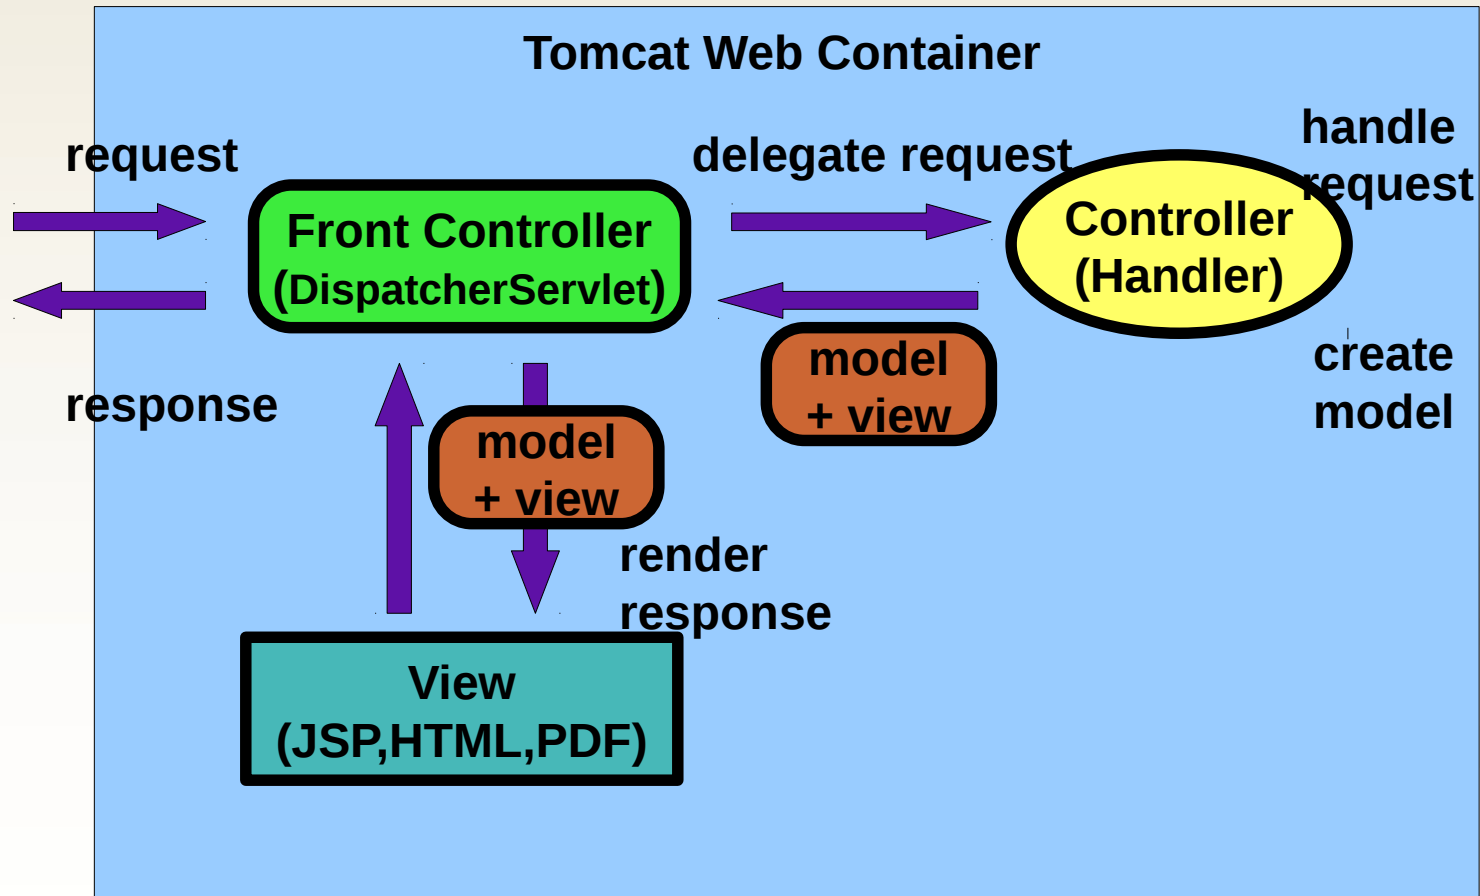 Tomcat Web Container
request
delegate request
handle
request
Front Controller
(DispatcherServlet)
Controller
(Handler)
response
model
+ view
create
model
model
+ view
render
response
View
(JSP,HTML,PDF)